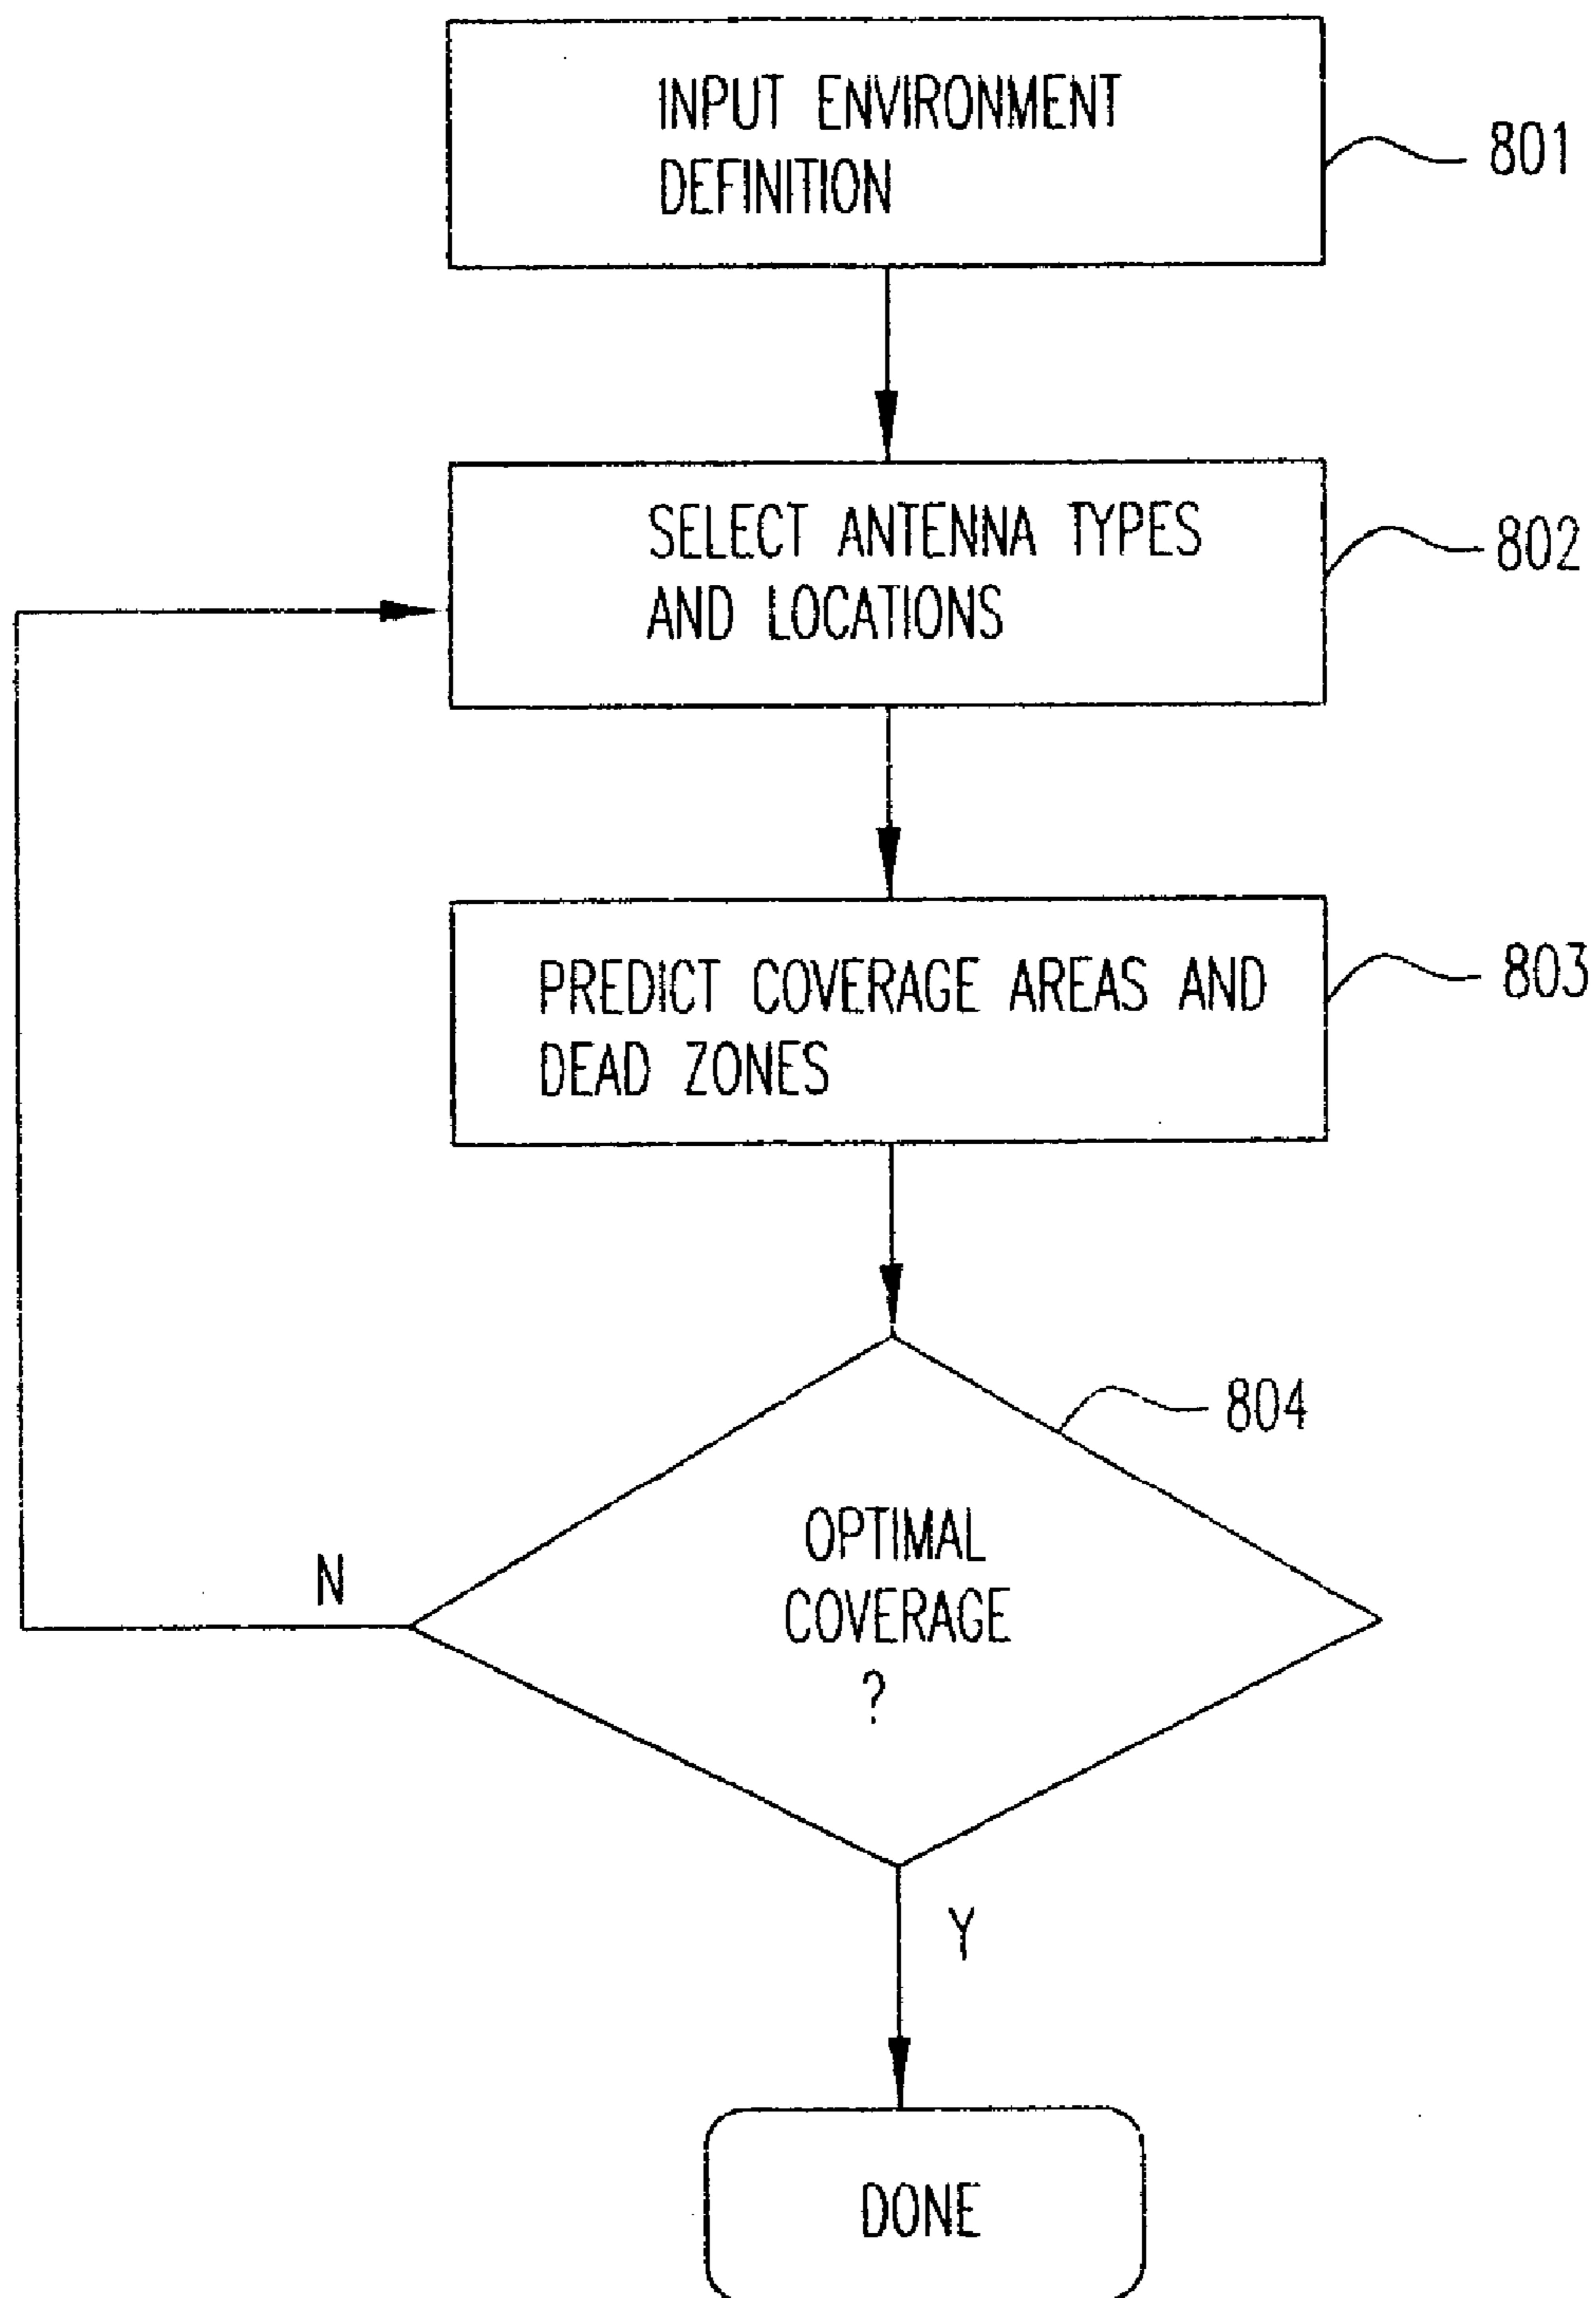 INPUT ENVIRONMENT
DEFINITION
801
SELECT ANTENNA TYPES
AND LOCATIONS
802
PREDICT COVERAGE AREAS AND
DEAD ZONES
803
804
OPTIMAL
COVERAGE
?
N
Y
DONE